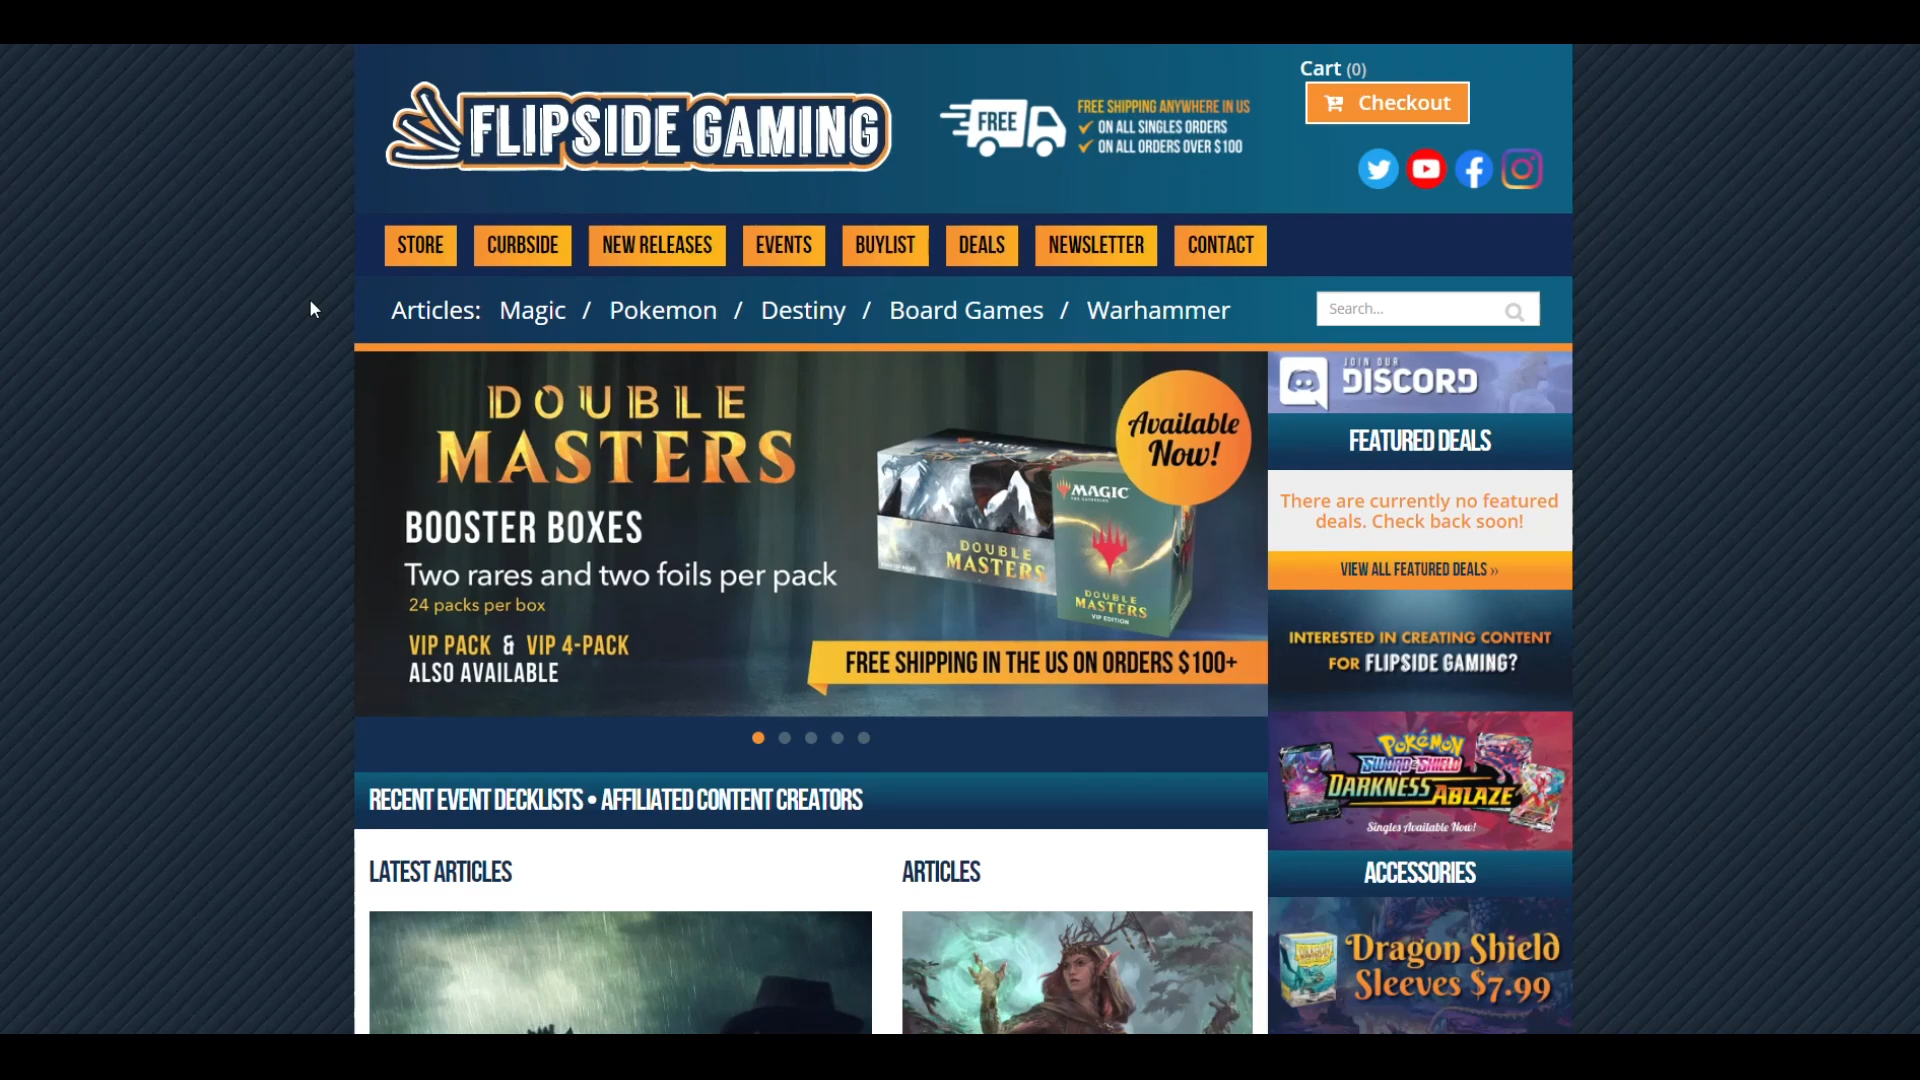 Cart (0)
Checkout
FLIPSIDE GAMING
FREE
FREE SHIPPING ANYWHERE IN US
ON ALL SINGLES ORDERS
ON ALL ORDERS OVER $100
STORE
CURBSIDE
NEW RELEASES
EVENTS
BUYLIST
DEALS
NEWSLETTER
CONTACT
Articles: Magic / Pokemon / Destiny / Board Games / Warhammer
Search...
DOUBLE
MASTERS
BOOSTER BOXES
Two rares and two foils per pack
24 packs per box
VIP PACK & VIP 4-PACK
ALSO AVAILABLE
Available
Now!
MAGIC
DOUBLE
MASTERS
MAGIC
DOUBLE
MASTERS
VIP EDITION
FREE SHIPPING IN THE US ON ORDERS $100+
JOIN OUR
DISCORD
FEATURED DEALS
There are currently no featured
deals. Check back soon!
VIEW ALL FEATURED DEALS »
INTERESTED IN CREATING CONTENT
FOR FLIPSIDE GAMING?
POKéMON
SWORD & SHIELD
DARKNESS ABLAZE
Singles Available Now!
ACCESSORIES
Dragon Shield
Sleeves $7.99
RECENT EVENT DECKLISTS • AFFILIATED CONTENT CREATORS
LATEST ARTICLES
ARTICLES